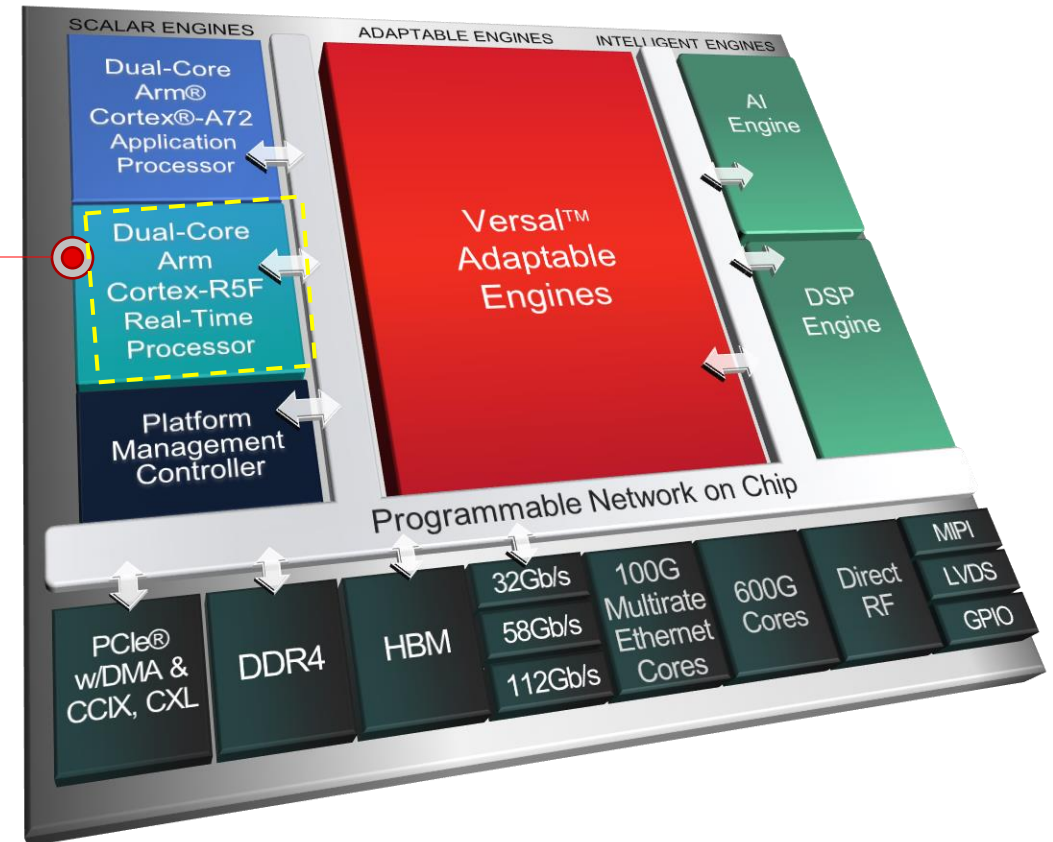 SCALAR ENGINES
ADAPTABLE ENGINES
INTELLIGENT ENGINES
Dual-Core
Arm®
Cortex®-A72
Application
Processor
Dual-Core
Arm
Cortex-R5F
Real-Time
Processor
Platform
Management
Controller
Versal™
Adaptable
Engines
AI
Engine
DSP
Engine
Programmable Network on Chip
PCIe®
w/DMA &
CCIX, CXL
DDR4
HBM
32Gb/s
58Gb/s
112Gb/s
100G
Multirate
Ethernet
Cores
600G
Cores
Direct
RF
MIPI
LVDS
GPIO